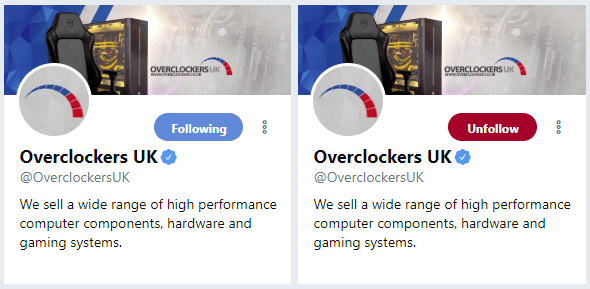 OVERCLOCKERS UK
WWW.OVERCLOCKERS.CO.UK
Following
Overclockers UK
@OverclockersUK
We sell a wide range of high performance
computer components, hardware and
gaming systems.
OVERCLOCKERS UK
WWW.OVERCLOCKERS.CO.UK
Unfollow
Overclockers UK
@OverclockersUK
We sell a wide range of high performance
computer components, hardware and
gaming systems.